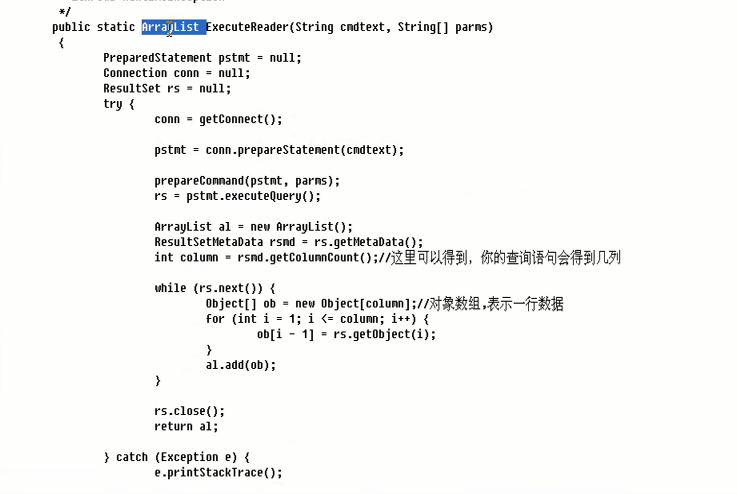 */
public static ArrayList ExecuteReader(String cmdtext, String[] parms)
{
PreparedStatement pstmt = null;
Connection conn = null;
ResultSet rs = null;
try {
conn = getConnect();
pstmt = conn.prepareStatement(cmdtext);
prepareCommand(pstmt, parms);
rs = pstmt.executeQuery();
ArrayList al = new ArrayList();
ResultSetMetaData rsmd = rs.getMetaData();
int column = rsmd.getColumnCount();//这里可以得到，你的查询语句会得到几列
while (rs.next()) {
Object[] ob = new Object[column];//对象数组,表示一行数据
for (int i = 1; i <= column; i++) {
ob[i - 1] = rs.getObject(i);
}
al.add(ob);
}
rs.close();
return al;
} catch (Exception e) {
e.printStackTrace();